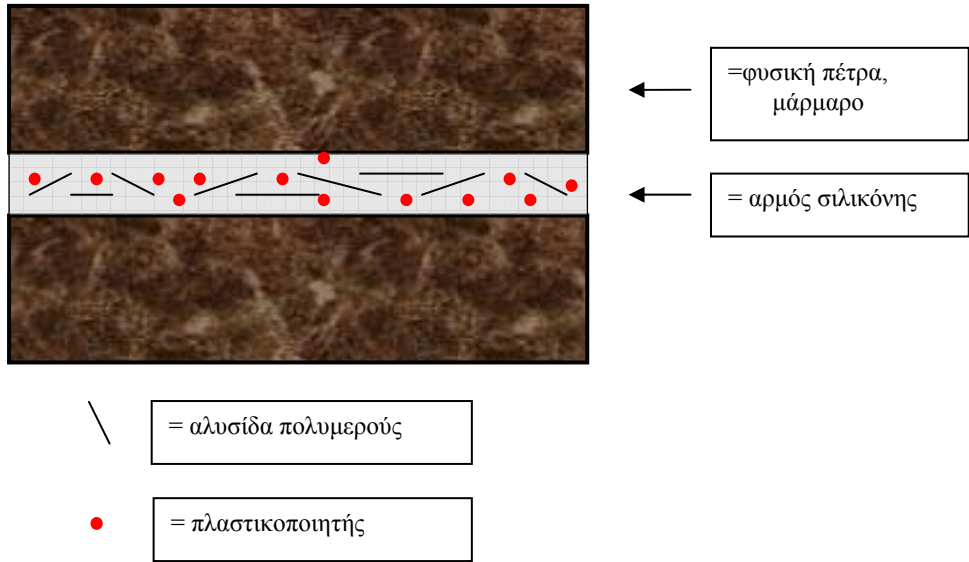 =φυσική πέτρα,
μάρμαρο
= αρμός σιλικόνης
= αλυσίδα πολυμερούς
= πλαστικοποιητής